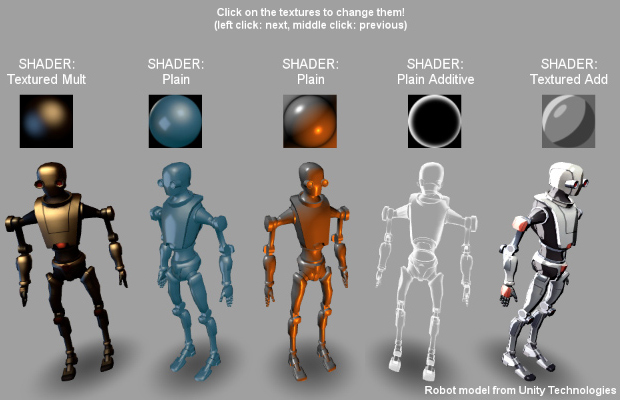 Click on the textures to change them!
(left click: next, middle click: previous)
SHADER:
Textured Mult
SHADER:
Plain
SHADER:
Plain
SHADER:
Plain Additive
SHADER:
Textured Add
Robot model from Unity Technologies